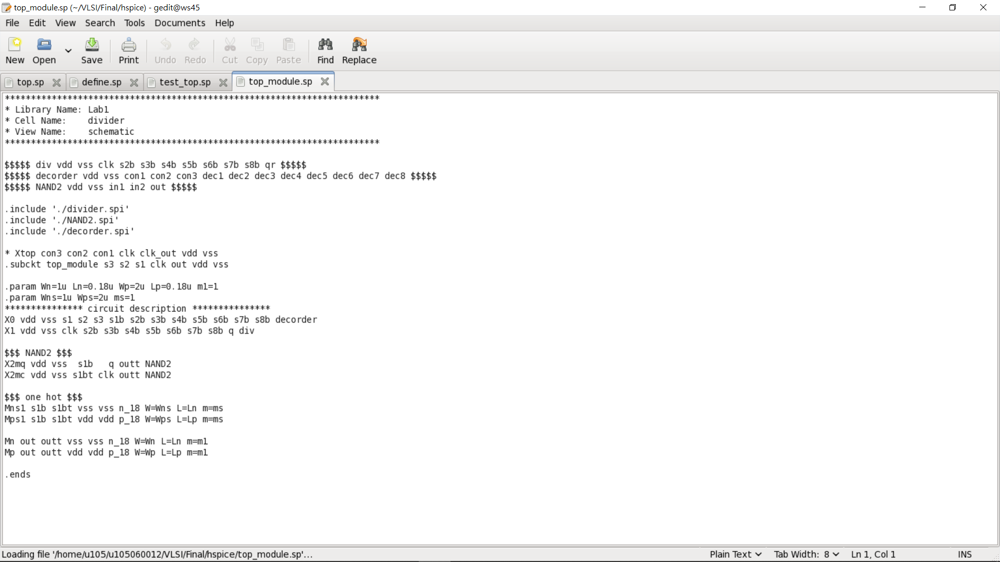 top_module.sp (~/VLSI/Final/hspice) - gedit@ws45
File Edit View Search Tools Documents Help
New Open Save Print Undo Redo Cut Copy Paste Find Replace
top.sp define.sp test_top.sp top_module.sp
************************************************************************
* Library Name: Lab1
* Cell Name:    divider
* View Name:    schematic
************************************************************************
$$$$$ div vdd vss clk s2b s3b s4b s5b s6b s7b s8b qr $$$$$
$$$$$ decorder vdd vss con1 con2 con3 dec1 dec2 dec3 dec4 dec5 dec6 dec7 dec8 $$$$$
$$$$$ NAND2 vdd vss in1 in2 out $$$$$
.include './divider.spi'
.include './NAND2.spi'
.include './decorder.spi'
* Xtop con3 con2 con1 clk clk_out vdd vss
.subckt top_module s3 s2 s1 clk out vdd vss
.param Wn=1u Ln=0.18u Wp=2u Lp=0.18u m1=1
.param Wns=1u Wps=2u ms=1
*************** circuit description ***************
X0 vdd vss s1 s2 s3 s1b s2b s3b s4b s5b s6b s7b s8b decorder
X1 vdd vss clk s2b s3b s4b s5b s6b s7b s8b q div
$$$ NAND2 $$$
X2mq vdd vss  s1b   q outt NAND2
X2mc vdd vss s1bt clk outt NAND2
$$$ one hot $$$
Mns1 s1b s1bt vss vss n_18 W=Wns L=Ln m=ms
Mps1 s1b s1bt vdd vdd p_18 W=Wps L=Lp m=ms
Mn out outt vss vss n_18 W=Wn L=Ln m=m1
Mp out outt vdd vdd p_18 W=Wp L=Lp m=m1
.ends
Loading file '/home/u105/u105060012/VLSI/Final/hspice/top_module.sp'... Plain Text Tab Width: 8 Ln 1, Col 1 INS